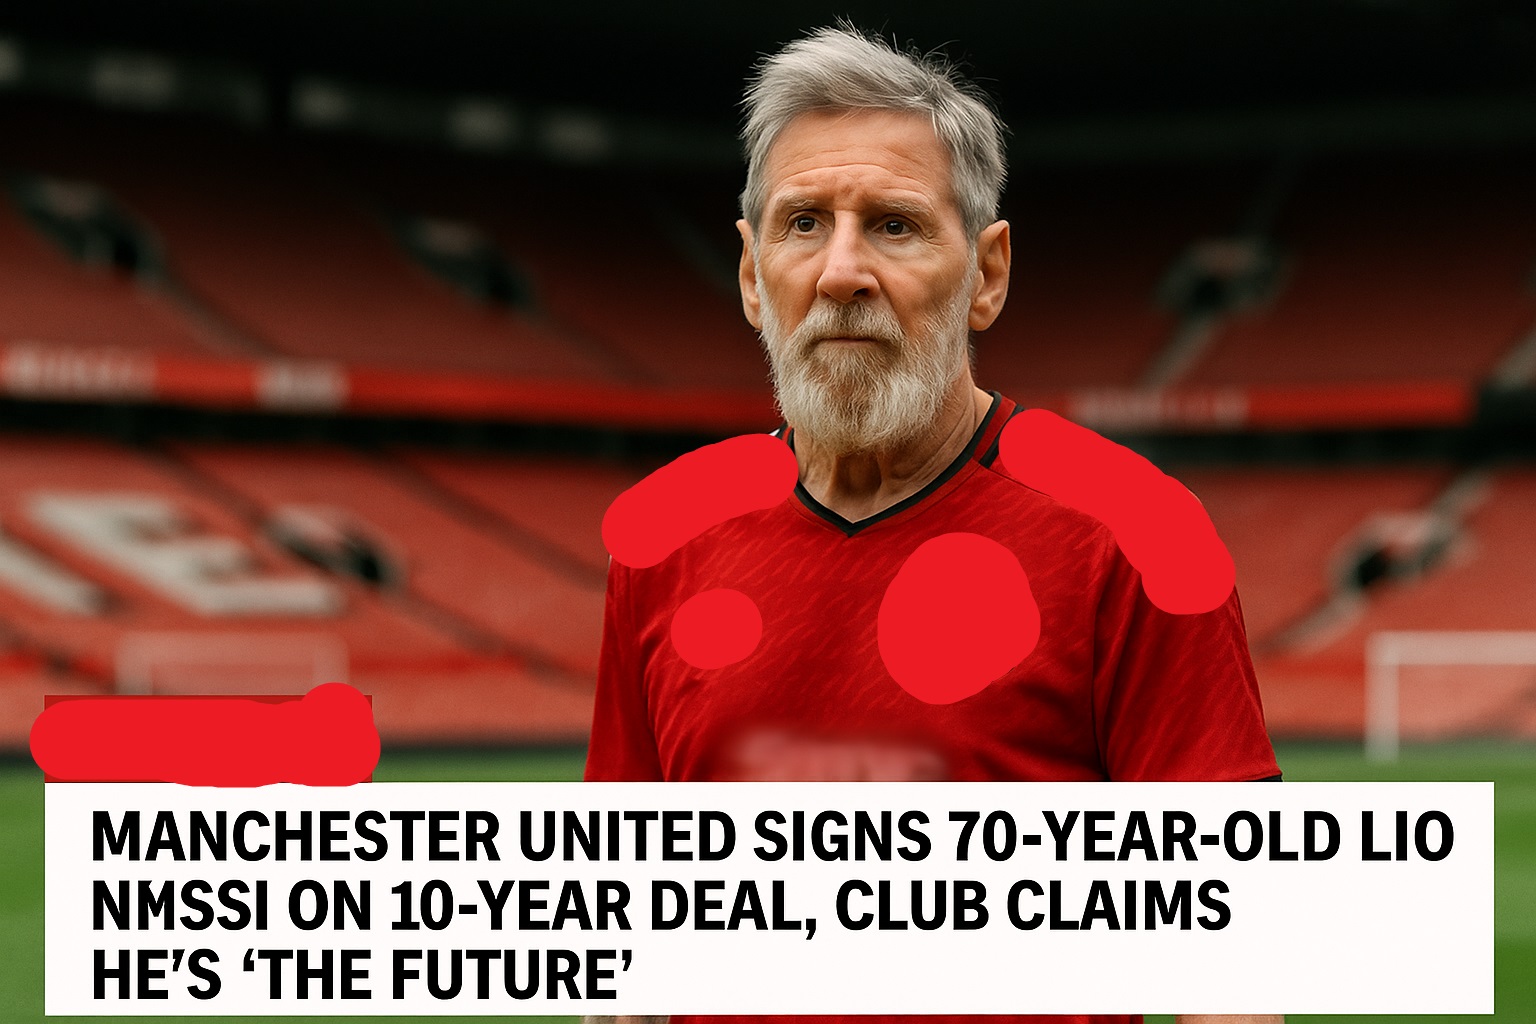 MANCHESTER UNITED SIGNS 70-YEAR-OLD LIO
NMSSI ON 10-YEAR DEAL, CLUB CLAIMS
HE’S ‘THE FUTURE’